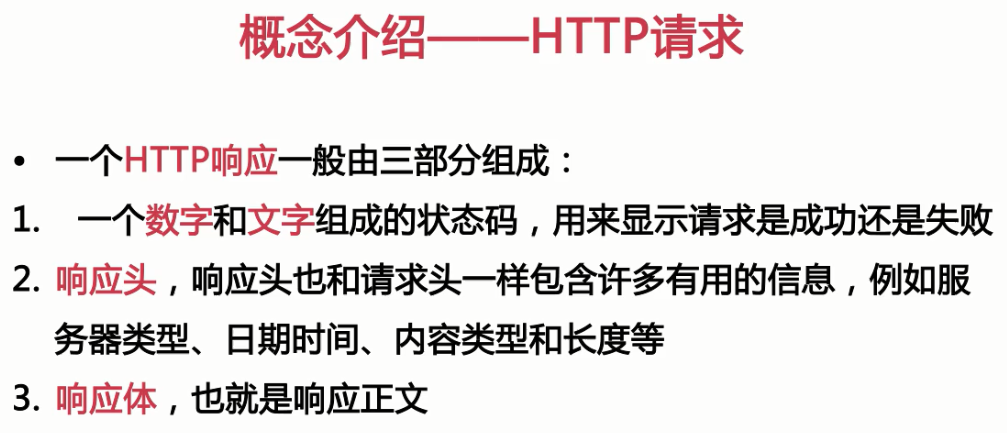 概念介绍——HTTP请求
• 一个HTTP响应一般由三部分组成：
1. 一个数字和文字组成的状态码，用来显示请求是成功还是失败
2. 响应头，响应头也和请求头一样包含许多有用的信息，例如服
务器类型、日期时间、内容类型和长度等
3. 响应体，也就是响应正文